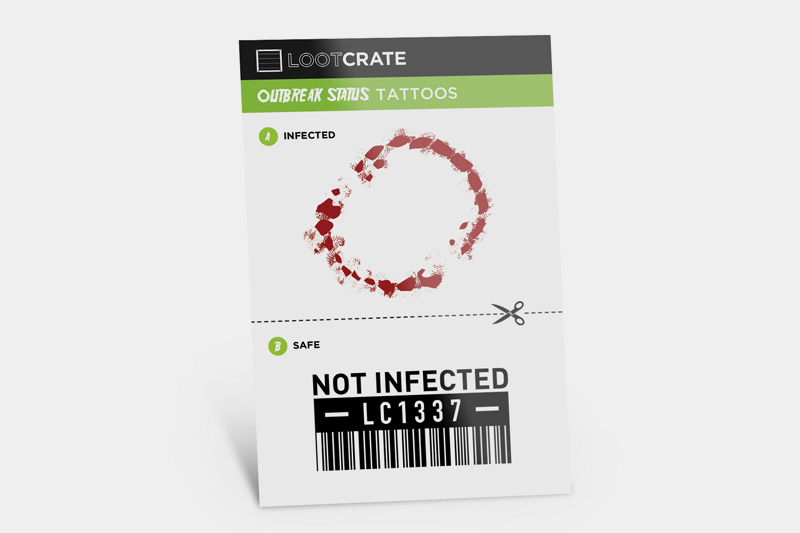 LOOTCRATE
OUTBREAK STATUS TATTOOS
A INFECTED
B SAFE
NOT INFECTED
LC1337